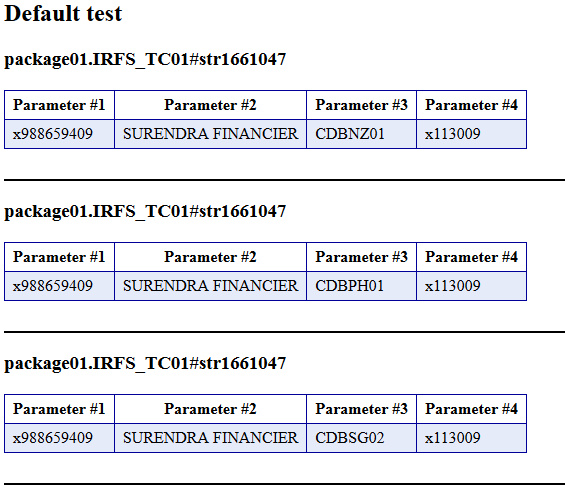 Default test
package01.IRFS_TC01#str1661047
Parameter #1 Parameter #2 Parameter #3 Parameter #4
x988659409 SURENDRA FINANCIER CDBNZ01 x113009
package01.IRFS_TC01#str1661047
Parameter #1 Parameter #2 Parameter #3 Parameter #4
x988659409 SURENDRA FINANCIER CDBPH01 x113009
package01.IRFS_TC01#str1661047
Parameter #1 Parameter #2 Parameter #3 Parameter #4
x988659409 SURENDRA FINANCIER CDBSG02 x113009